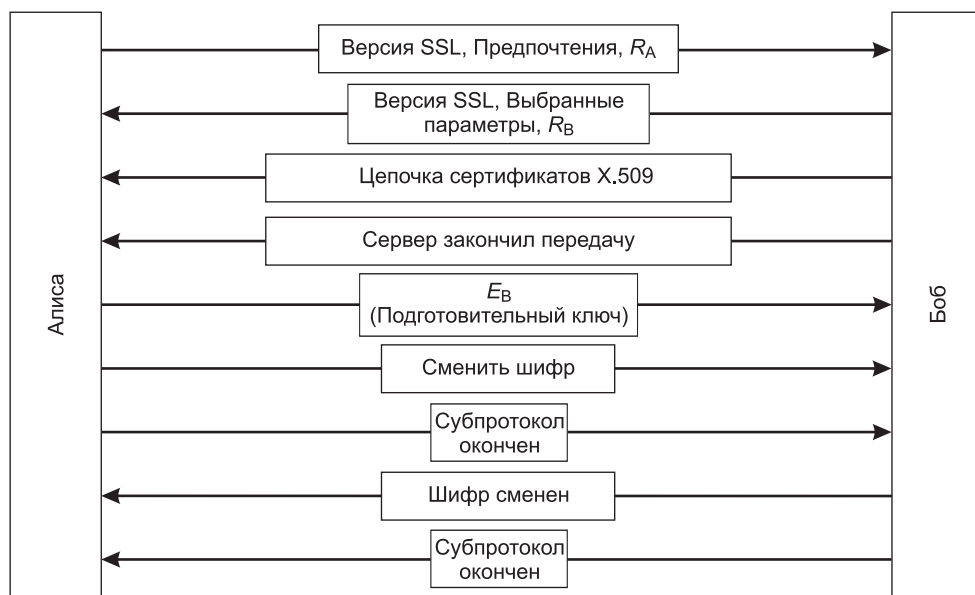 Версия SSL, Предпочтения, RA
Версия SSL, Выбранные
параметры, RB
Цепочка сертификатов X.509
Сервер закончил передачу
EB
(Подготовительный ключ)
Сменить шифр
Субпротокол
окончен
Шифр сменен
Субпротокол
окончен
Алиса
Боб